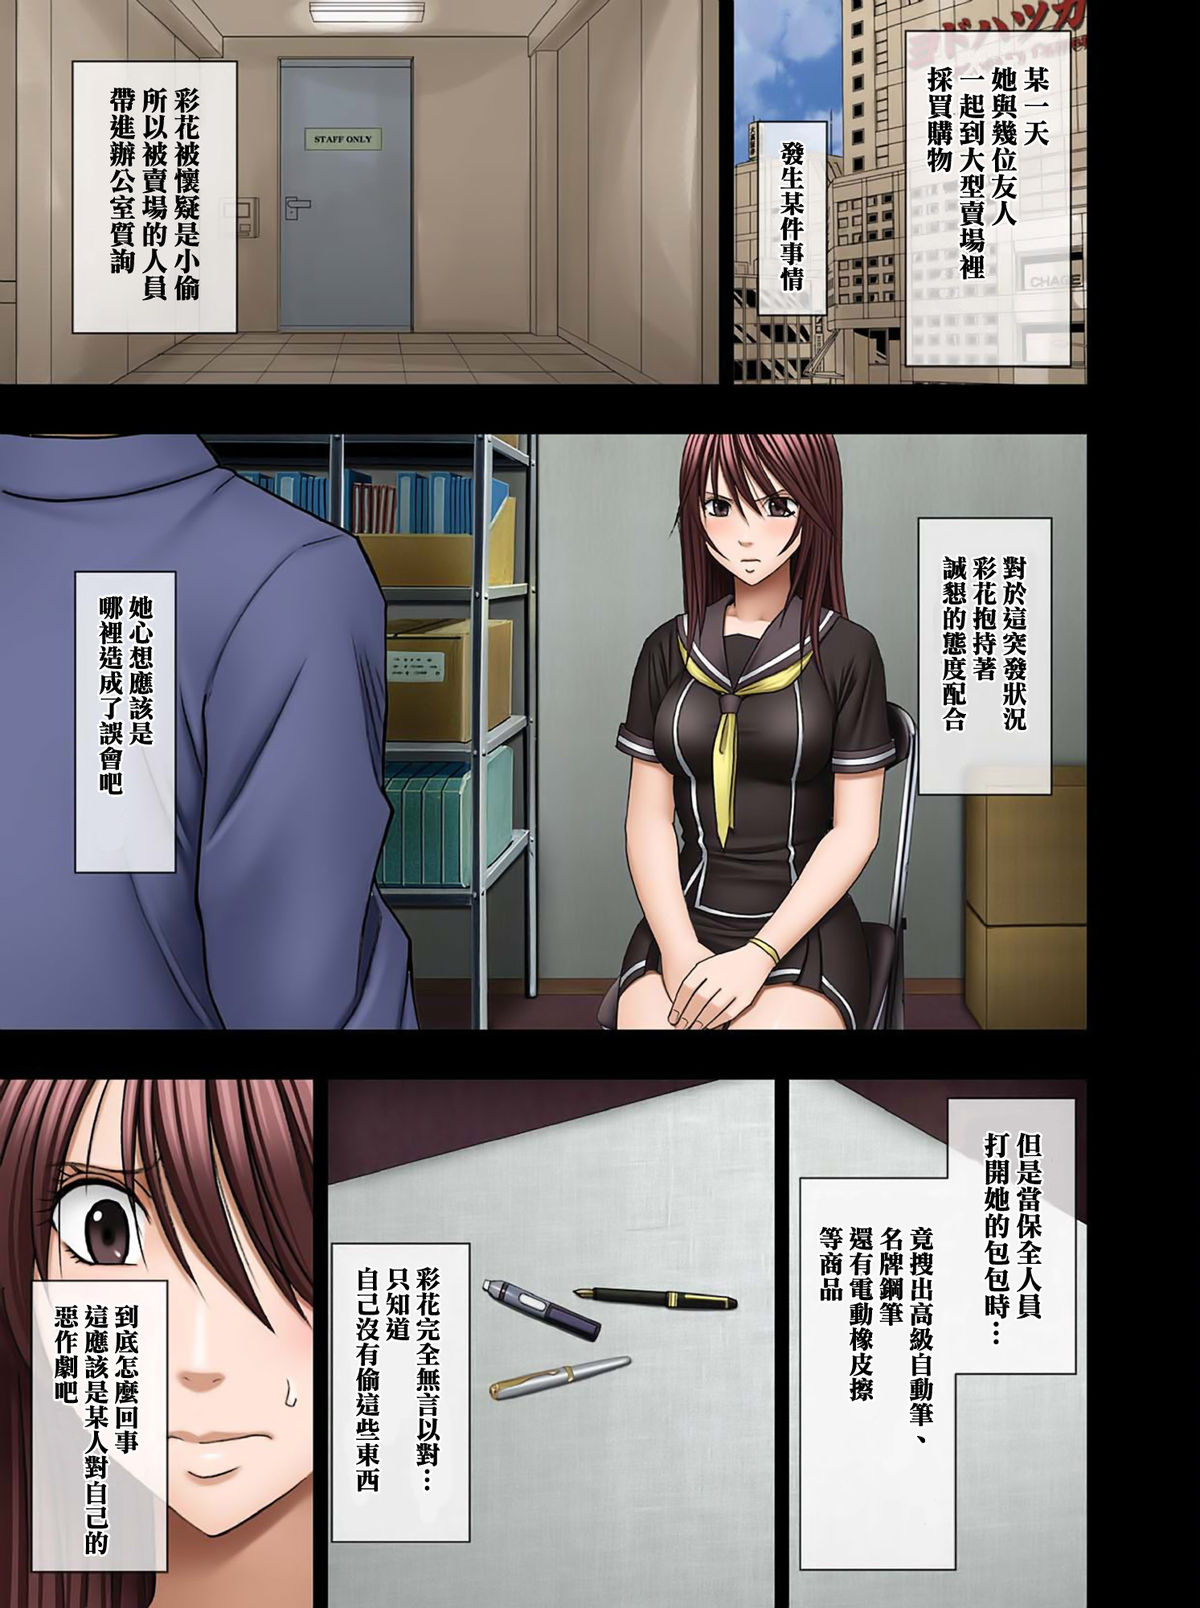 ヨドハツカ
某一天
她與幾位友人
一起到大型賣場裡
採買購物
CHAGE
發生某件事情
STAFF ONLY
彩花被懷疑是小偷
所以被賣場的人員
帶進辦公室質詢
對於這突發狀況
彩花抱持著
誠懇的態度配合
她心想應該是
哪裡造成了誤會吧
但是當保全人員
打開她的包包時…
竟搜出高級自動筆、
名牌鋼筆
還有電動橡皮擦
等商品
彩花完全無言以對…
只知道
自己沒有偷這些東西
到底怎麼回事
這應該是某人對自己的
惡作劇吧